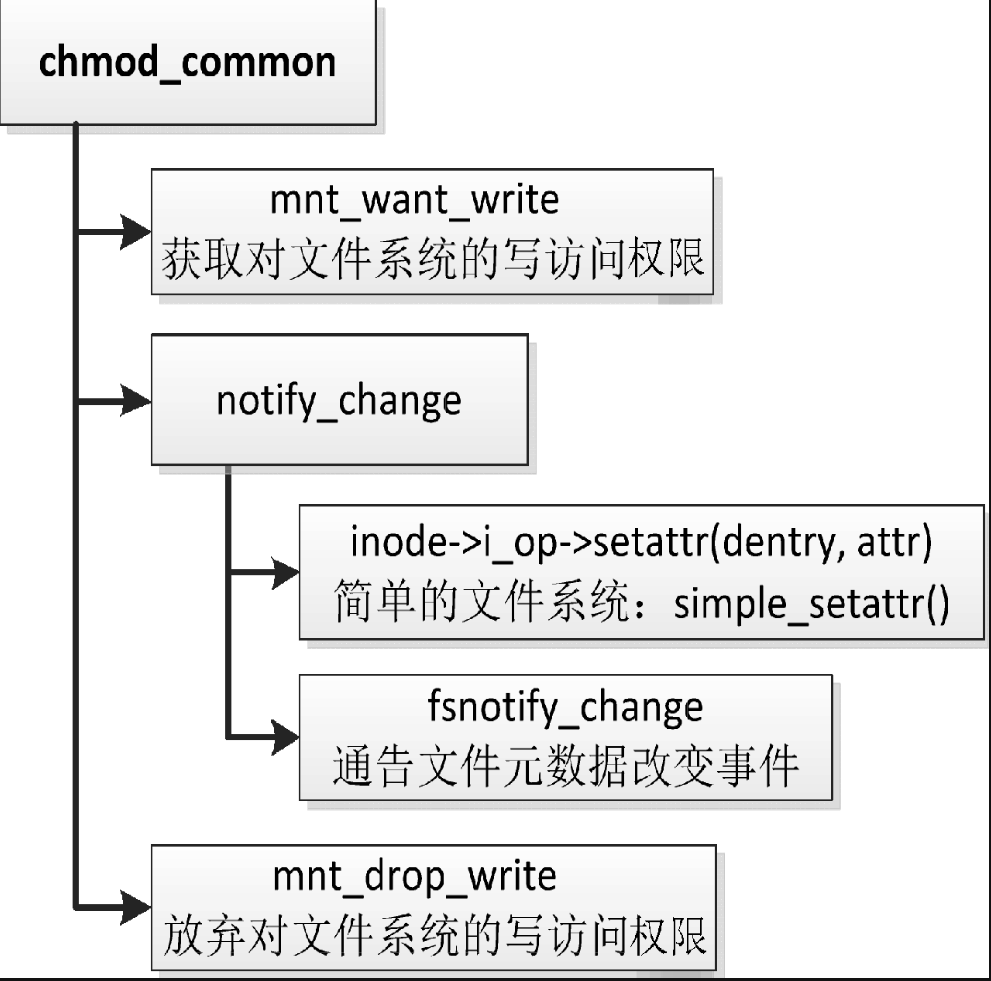 chmod_common
mnt_want_write
获取对文件系统的写访问权限
notify_change
inode->i_op->setattr(dentry, attr)
简单的文件系统：simple_setattr()
fsnotify_change
通告文件元数据改变事件
mnt_drop_write
放弃对文件系统的写访问权限